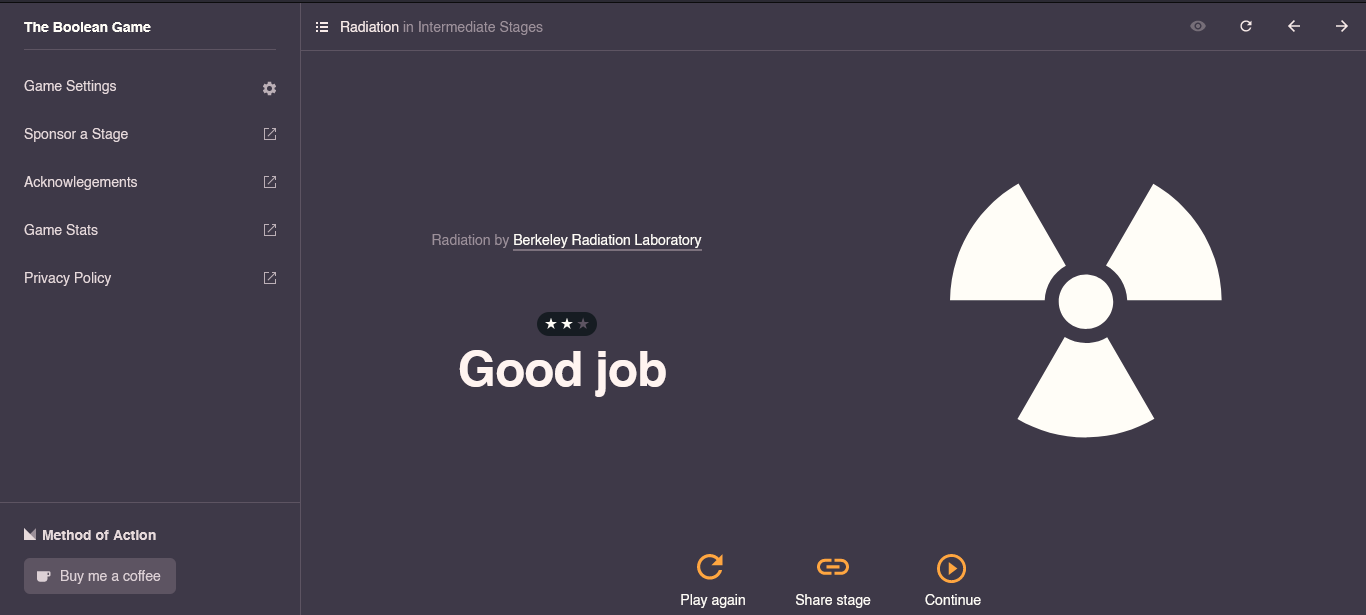 The Boolean Game
Game Settings
Sponsor a Stage
Acknowlegements
Game Stats
Privacy Policy
Method of Action
Buy me a coffee
Radiation in Intermediate Stages
Radiation by Berkeley Radiation Laboratory
Good job
Play again
Share stage
Continue